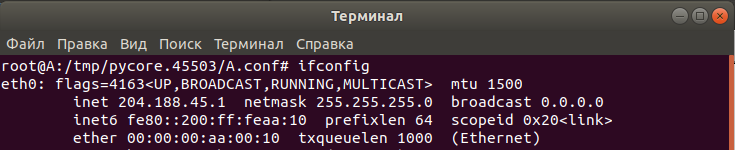 Терминал
Файл Правка Вид Поиск Терминал Справка
root@A:/tmp/pycore.45503/A.conf# ifconfig
eth0: flags=4163<UP,BROADCAST,RUNNING,MULTICAST>  mtu 1500
        inet 204.188.45.1  netmask 255.255.255.0  broadcast 0.0.0.0
        inet6 fe80::200:ff:feaa:10  prefixlen 64  scopeid 0x20<link>
        ether 00:00:00:aa:00:10  txqueuelen 1000  (Ethernet)